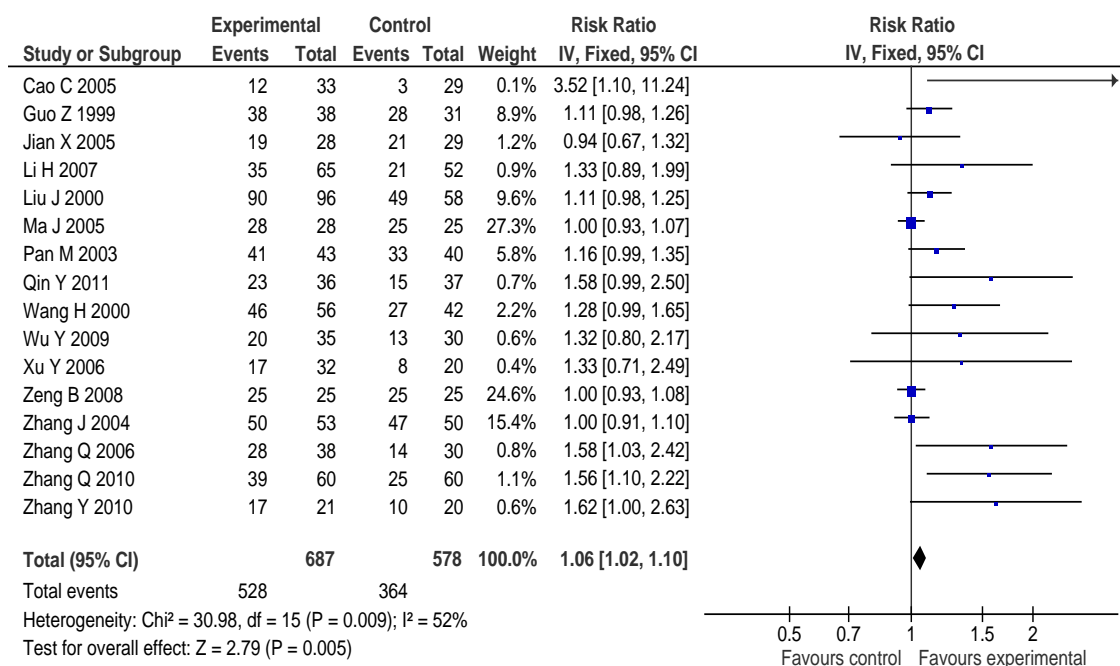 Experimental Control Risk Ratio Risk Ratio
Study or Subgroup Events Total Events Total Weight IV, Fixed, 95% CI IV, Fixed, 95% CI
Cao C 2005 12 33 3 29 0.1% 3.52 [1.10, 11.24]
Guo Z 1999 38 38 28 31 8.9% 1.11 [0.98, 1.26]
Jian X 2005 19 28 21 29 1.2% 0.94 [0.67, 1.32]
Li H 2007 35 65 21 52 0.9% 1.33 [0.89, 1.99]
Liu J 2000 90 96 49 58 9.6% 1.11 [0.98, 1.25]
Ma J 2005 28 28 25 25 27.3% 1.00 [0.93, 1.07]
Pan M 2003 41 43 33 40 5.8% 1.16 [0.99, 1.35]
Qin Y 2011 23 36 15 37 0.7% 1.58 [0.99, 2.50]
Wang H 2000 46 56 27 42 2.2% 1.28 [0.99, 1.65]
Wu Y 2009 20 35 13 30 0.6% 1.32 [0.80, 2.17]
Xu Y 2006 17 32 8 20 0.4% 1.33 [0.71, 2.49]
Zeng B 2008 25 25 25 25 24.6% 1.00 [0.93, 1.08]
Zhang J 2004 50 53 47 50 15.4% 1.00 [0.91, 1.10]
Zhang Q 2006 28 38 14 30 0.8% 1.58 [1.03, 2.42]
Zhang Q 2010 39 60 25 60 1.1% 1.56 [1.10, 2.22]
Zhang Y 2010 17 21 10 20 0.6% 1.62 [1.00, 2.63]
Total (95% CI) 687 578 100.0% 1.06 [1.02, 1.10]
Total events 528 364
Heterogeneity: Chi² = 30.98, df = 15 (P = 0.009); I² = 52%
Test for overall effect: Z = 2.79 (P = 0.005)
0.5 0.7 1 1.5 2
Favours control Favours experimental